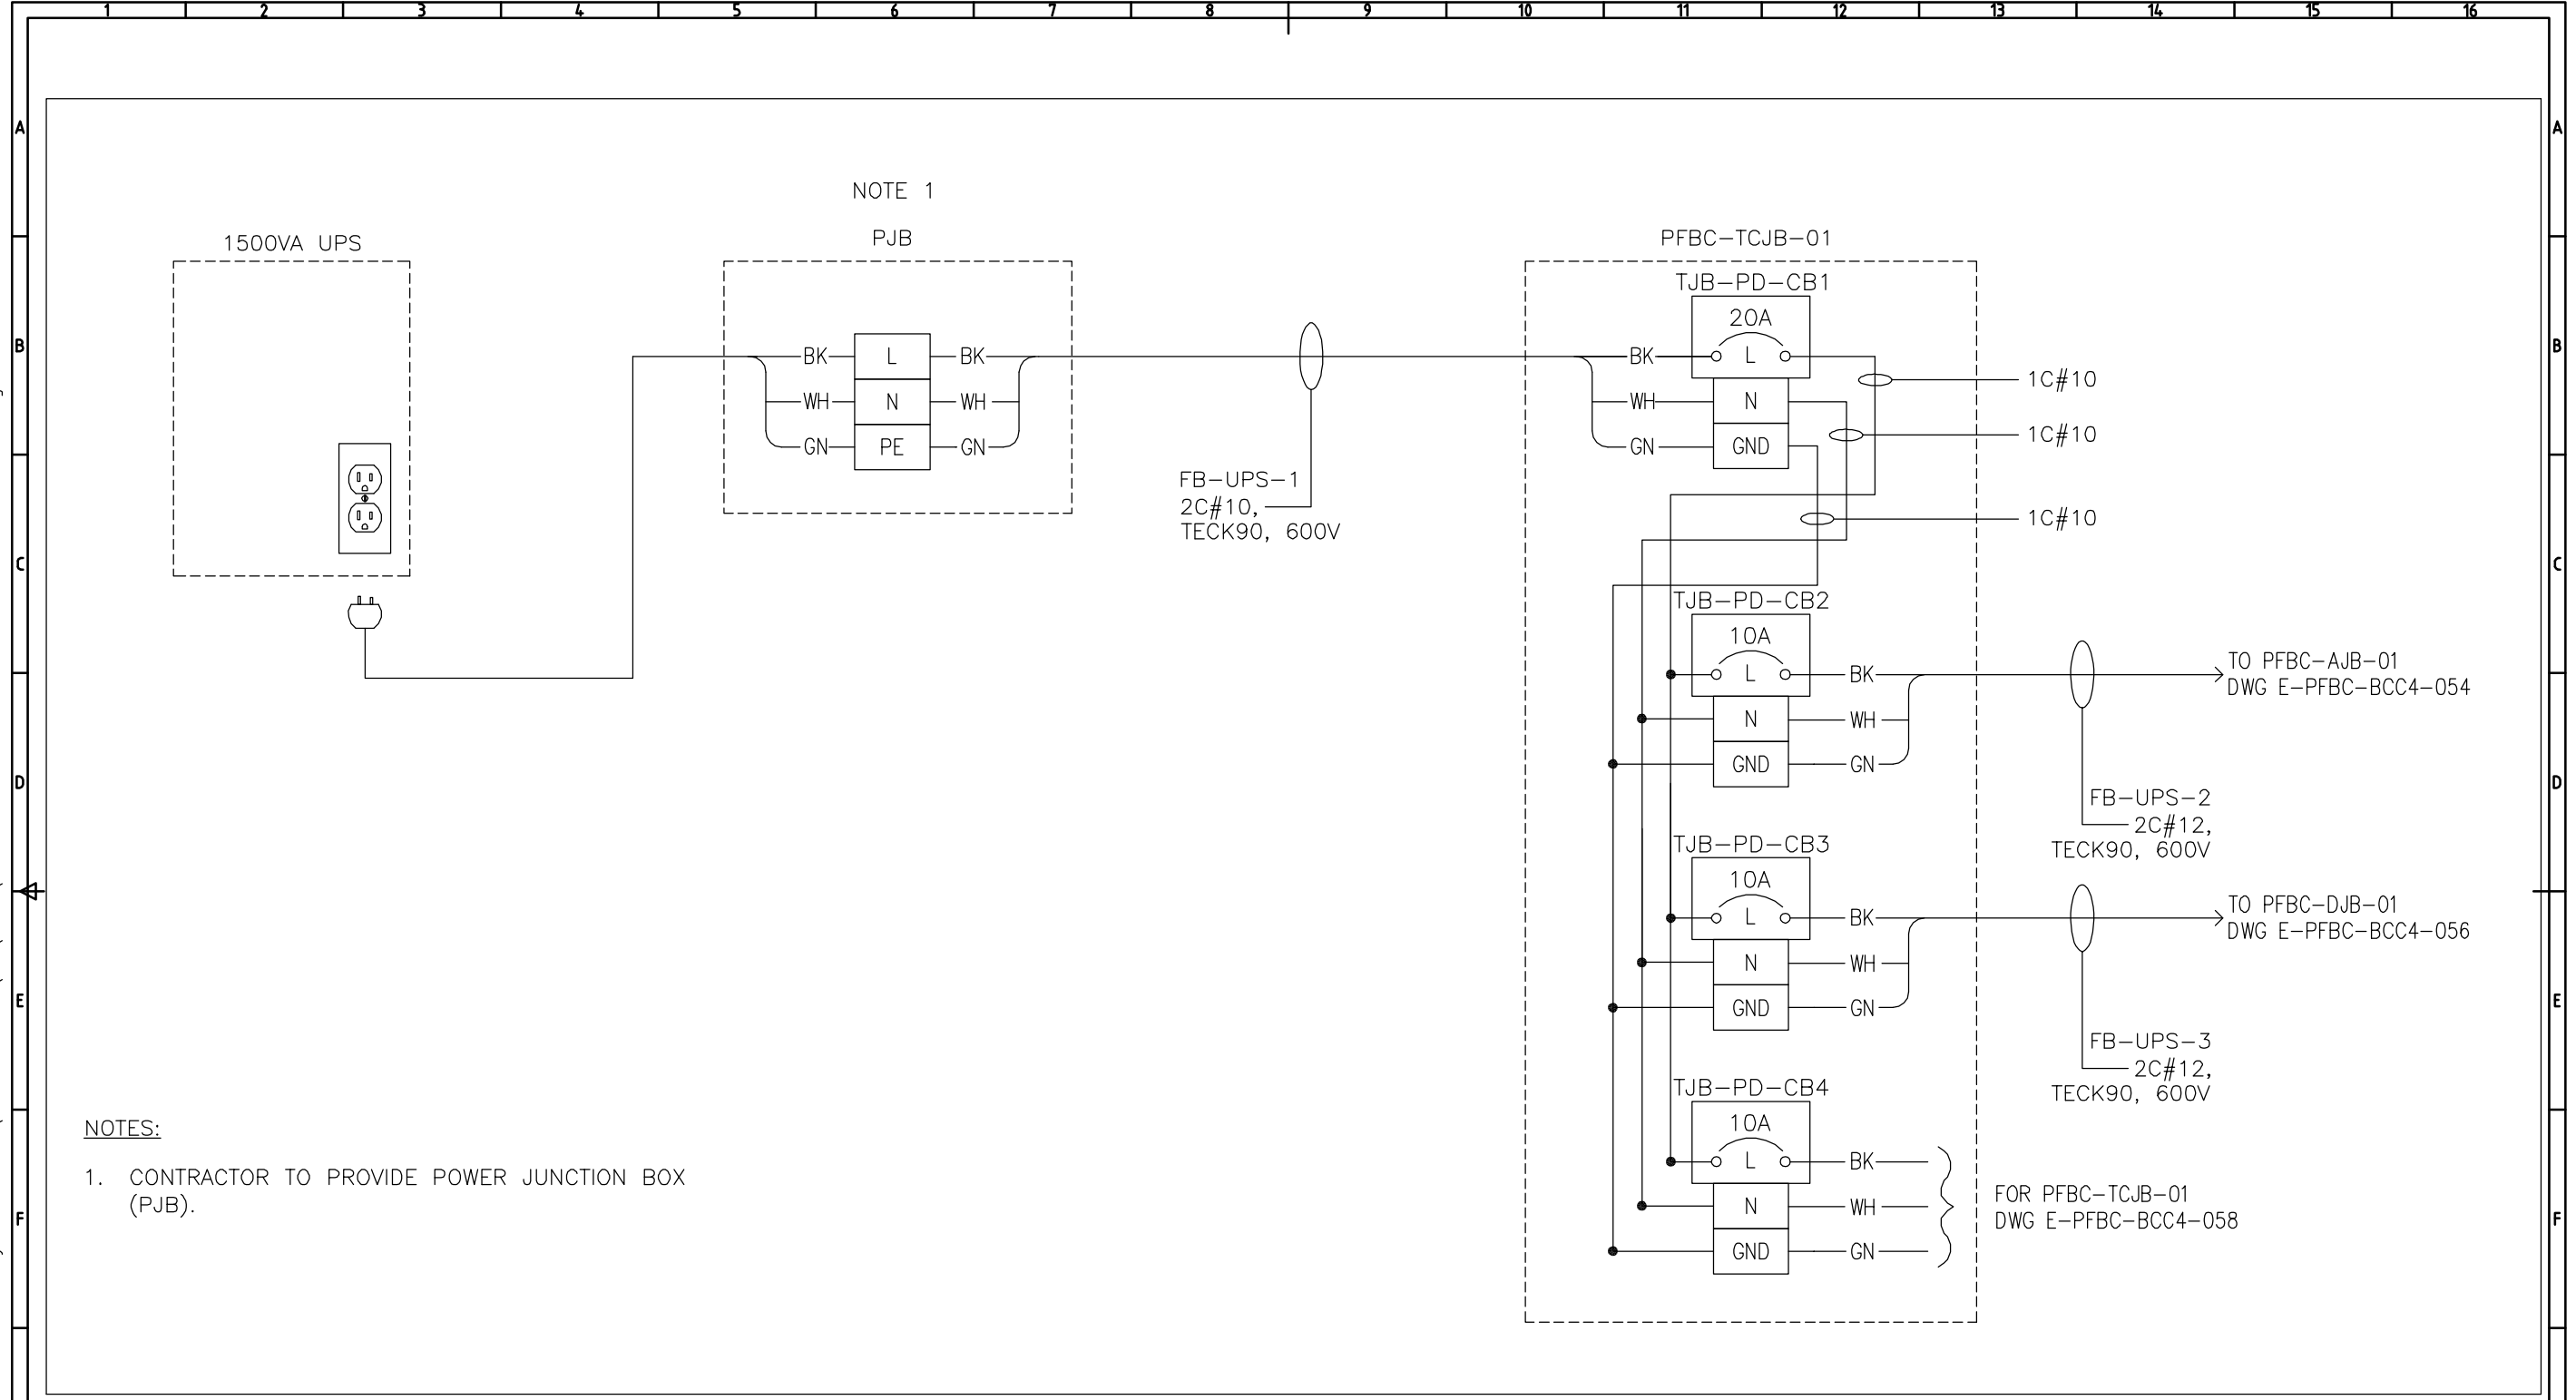 1 2 3 4 5 6 7 8 9 10 11 12 13 14 15 16
A A
NOTE 1
1500VA UPS
PJB
PFBC-TCJB-01
TJB-PD-CB1
20A
B B
BK L BK
BK L
1C#10
WH N WH
WH N
1C#10
GN PE GN
GN GND
FB-UPS-1
2C#10,
TECK90, 600V
1C#10
C C
TJB-PD-CB2
10A
L BK
TO PFBC-AJB-01
DWG E-PFBC-BCC4-054
N WH
GND GN
D D
FB-UPS-2
2C#12,
TECK90, 600V
TJB-PD-CB3
10A
L BK
TO PFBC-DJB-01
DWG E-PFBC-BCC4-056
N WH
E E
GND GN
FB-UPS-3
2C#12,
TECK90, 600V
TJB-PD-CB4
10A
L BK
N WH
GND GN
FOR PFBC-TCJB-01
DWG E-PFBC-BCC4-058
F F
NOTES:
1. CONTRACTOR TO PROVIDE POWER JUNCTION BOX
(PJB).